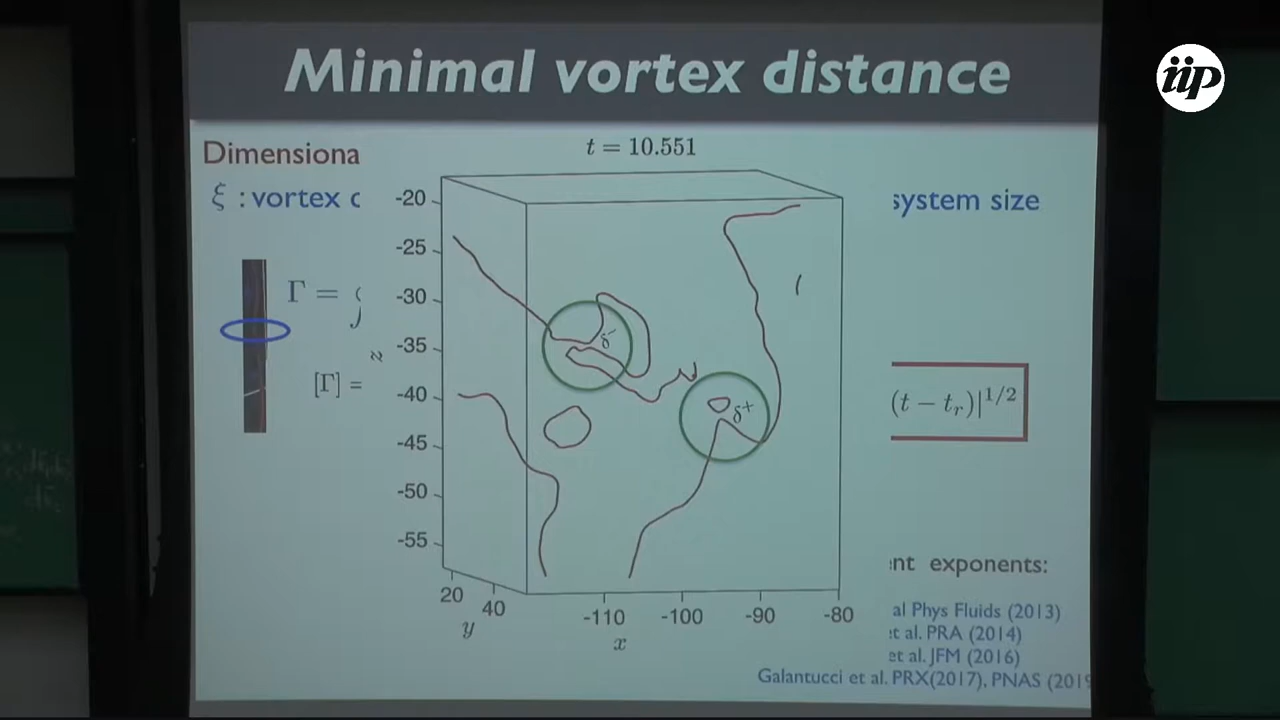 Minimal vortex distance
iip
Dimensiona
t = 10.551
ξ : vortex c
system size
-20
-25
-30
-35
-40
-45
-50
-55
z
Γ =
[Γ] =
δ⁻
δ⁺
(t − t_r)|^{1/2}
20
40
y
-110
-100
-90
-80
x
nt exponents:
al Phys Fluids (2013)
et al. PRA (2014)
et al. JFM (2016)
Galantucci et al. PRX(2017), PNAS (2019